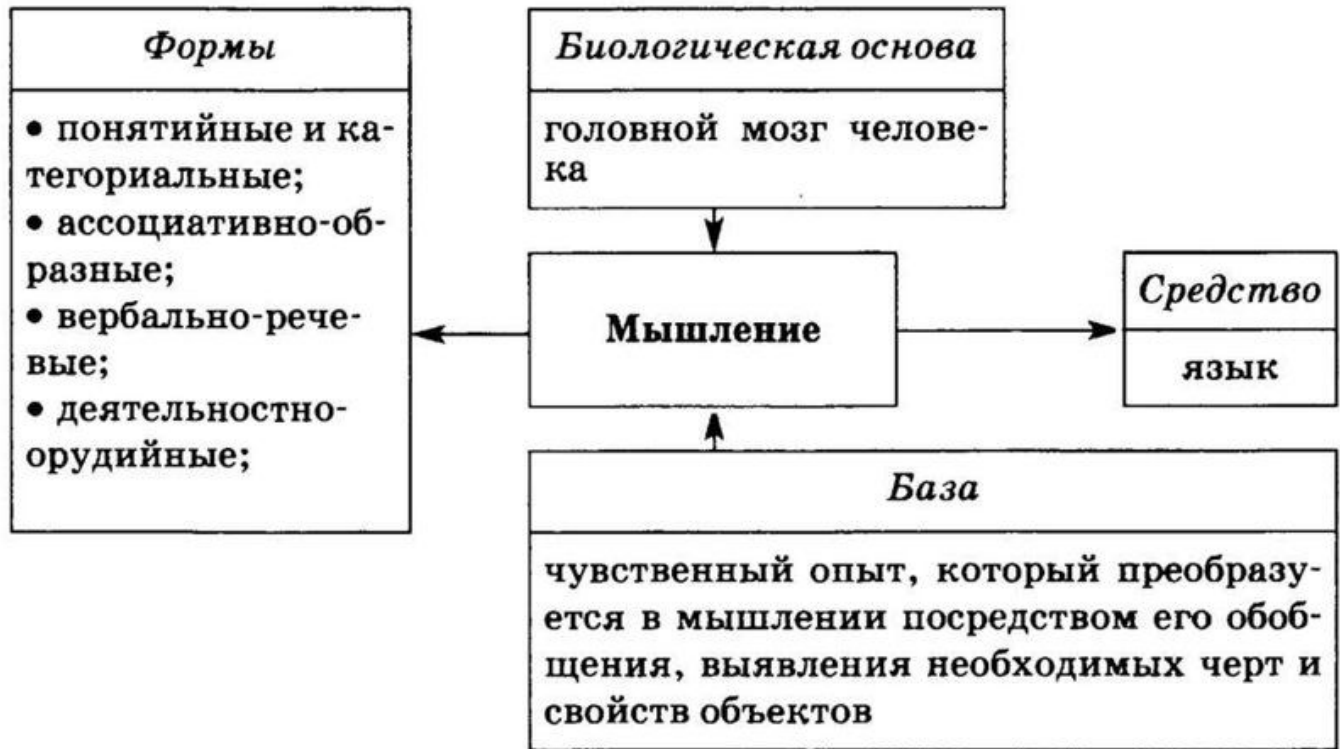 Формы
• понятийные и ка-
тегориальные;
• ассоциативно-об-
разные;
• вербально-рече-
вые;
• деятельностно-
орудийные;
Биологическая основа
головной мозг челове-
ка
Мышление
Средство
язык
База
чувственный опыт, который преобразу-
ется в мышлении посредством его обоб-
щения, выявления необходимых черт и
свойств объектов